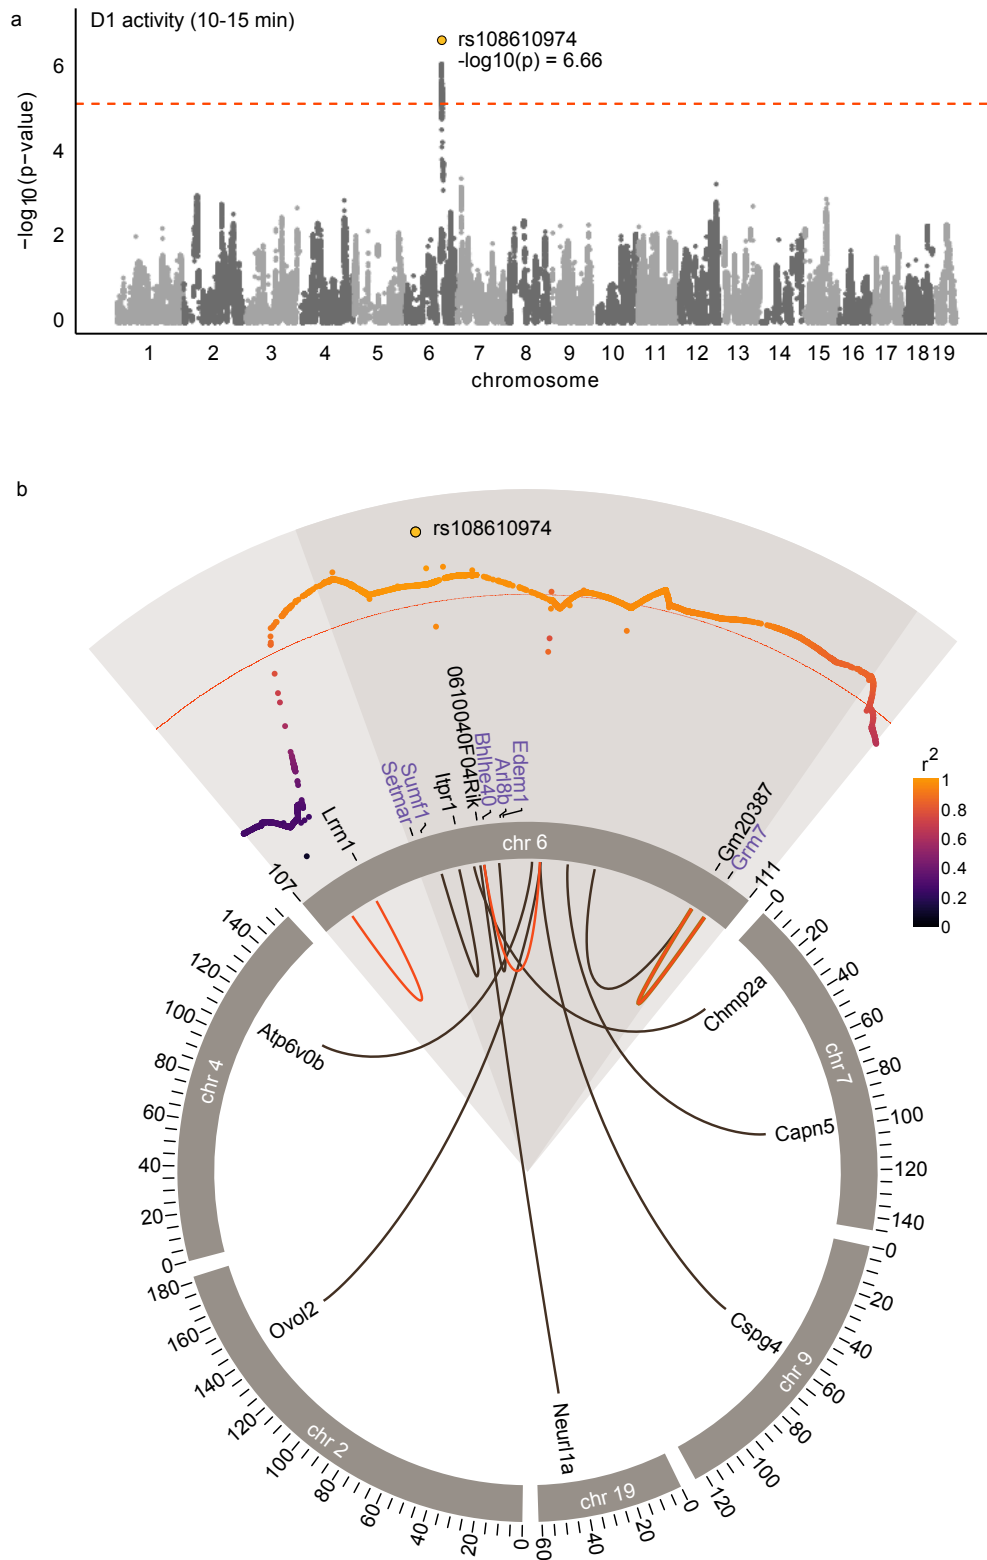 a
D1 activity (10-15 min)
rs108610974
-log10(p) = 6.66
−log10(p−value)
6
4
2
0
1 2 3 4 5 6 7 8 9 10 11 12 13 14 15 16 17 18 19
chromosome
b
rs108610974
Lrrn1
Setmar
Sumf1
Itpr1
0610040F04Rik
Bhlhe40
Arl8b
Edem1
Gm20387
Grm7
r2
1
0.8
0.6
0.4
0.2
0
chr 6
107
111
chr 7
0
20
40
60
80
100
120
140
Chmp2a
Capn5
chr 9
0
20
40
60
80
100
120
Cspg4
chr 19
0
20
40
60
Neurl1a
chr 2
0
20
40
60
80
100
120
140
160
180
Ovol2
chr 4
0
20
40
60
80
100
120
140
Atp6v0b